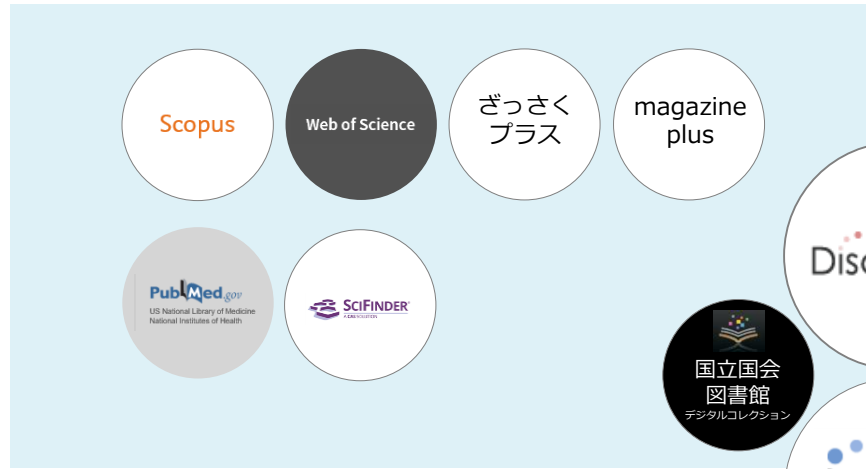 Scopus
Web of Science
ざっさく
プラス
magazine
plus
PubMed.gov
US National Library of Medicine
National Institutes of Health
SCIFINDER®
A CAS SOLUTION
Disc
国立国会
図書館
デジタルコレクション